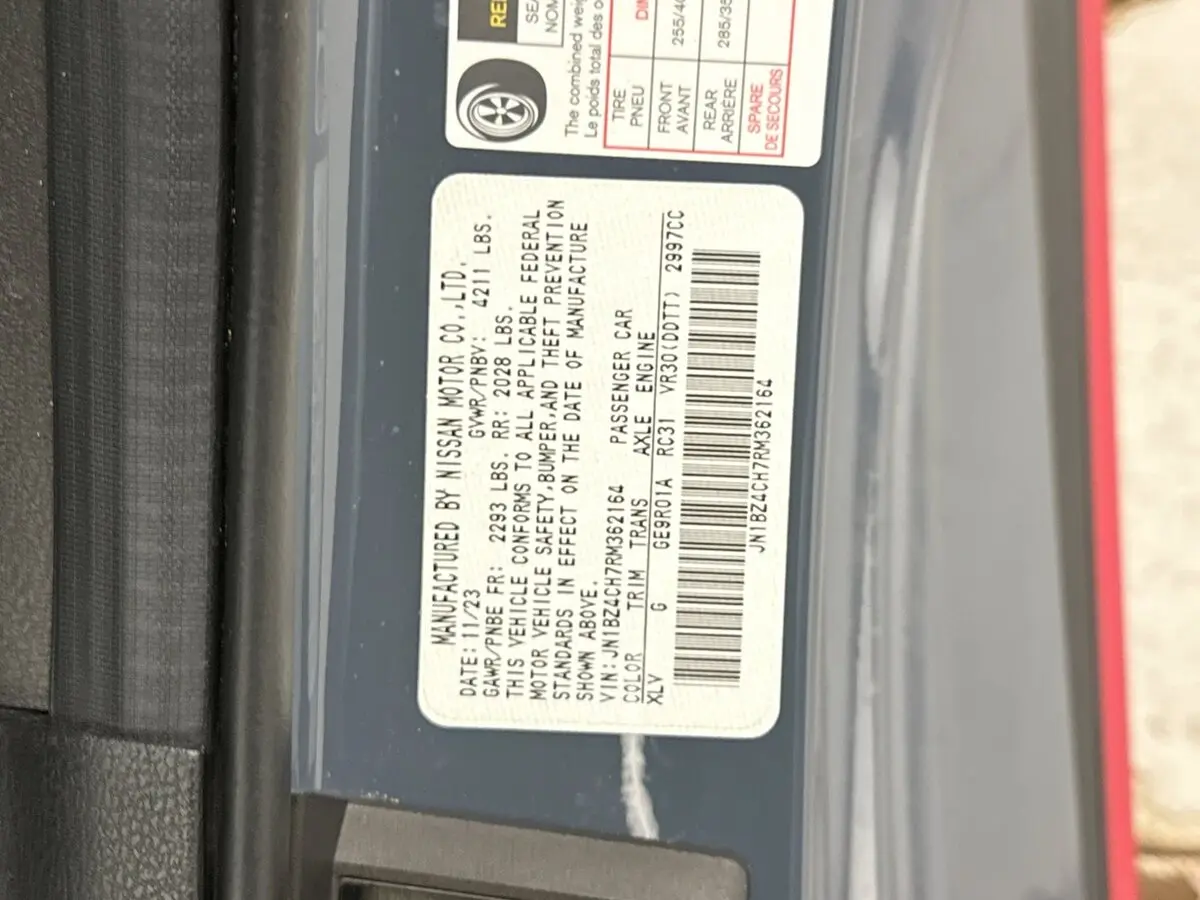 MANUFACTURED BY NISSAN MOTOR CO.,LTD.
DATE: 11/23 GVWR/PNBV: 4211 LBS.
GAWR/PNBE FR: 2293 LBS. RR: 2028 LBS.
THIS VEHICLE CONFORMS TO ALL APPLICABLE FEDERAL
MOTOR VEHICLE SAFETY,BUMPER,AND THEFT PREVENTION
STANDARDS IN EFFECT ON THE DATE OF MANUFACTURE
SHOWN ABOVE.
VIN: JN1BZ4CH7RM362164 PASSENGER CAR
COLOR TRIM TRANS AXLE ENGINE
XLV G GE9R01A RC31 VR30(DDTT) 2997CC
JN1BZ4CH7RM362164
The combined
Le poids total des
TIRE
PNEU
FRONT
AVANT
255/40
REAR
ARRIÈRE
285/35
SPARE
DE SECOURS